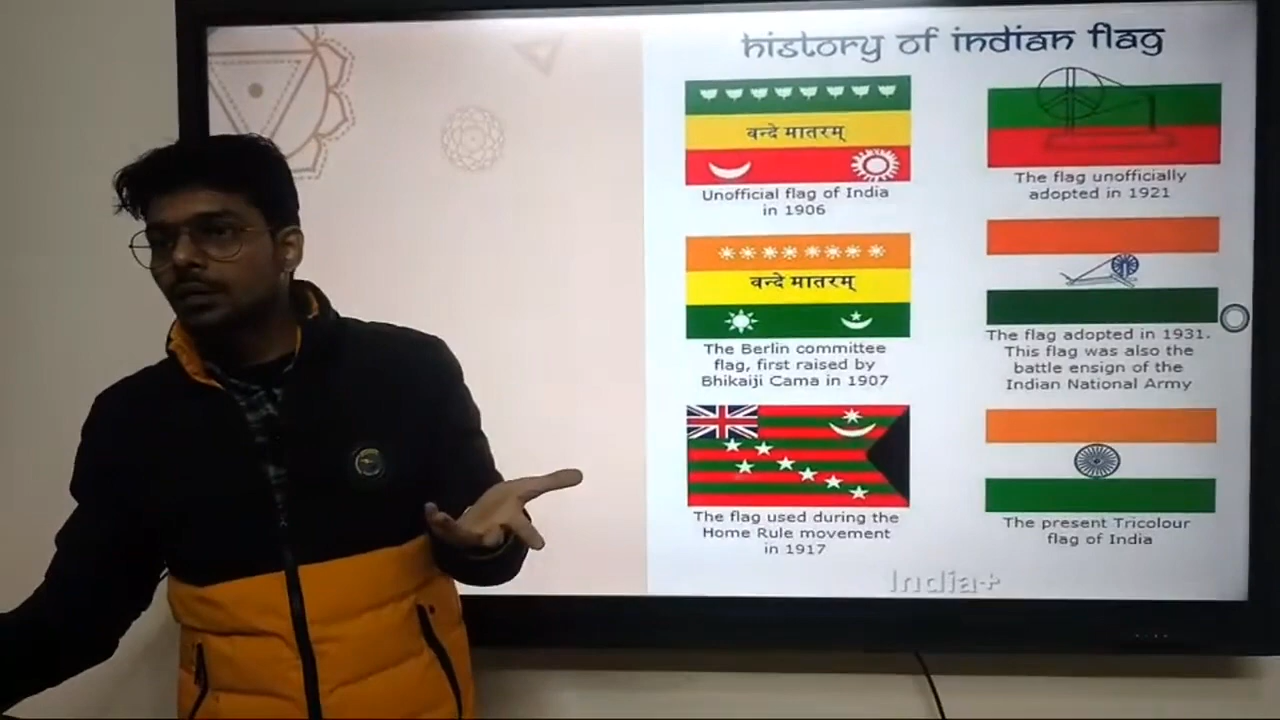 History of Indian Flag
वन्दे मातरम्
Unofficial flag of India
in 1906
वन्दे मातरम्
The Berlin committee
flag, first raised by
Bhikaiji Cama in 1907
The flag used during the
Home Rule movement
in 1917
The flag unofficially
adopted in 1921
The flag adopted in 1931.
This flag was also the
battle ensign of the
Indian National Army
The present Tricolour
flag of India
India+